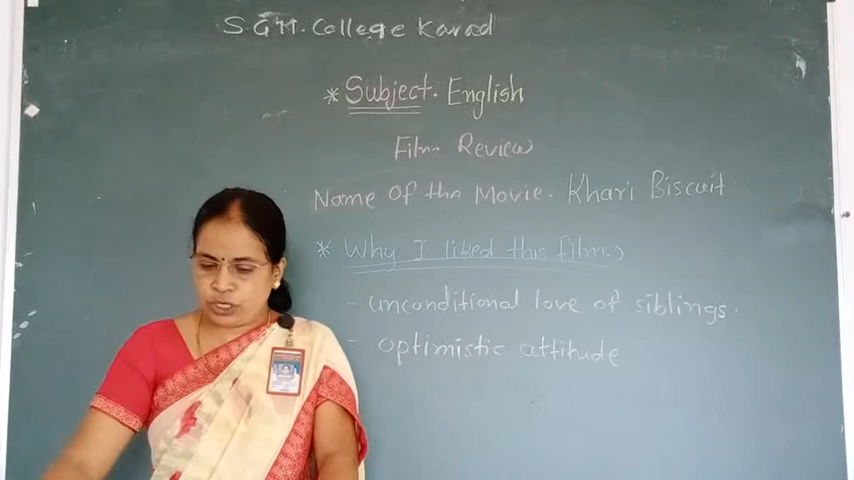 S.G.M. College Karad
* Subject. English
Film Review
Name of the Movie. Khari Biscuit
* Why I liked this film?
- unconditional love of siblings.
- optimistic attitude